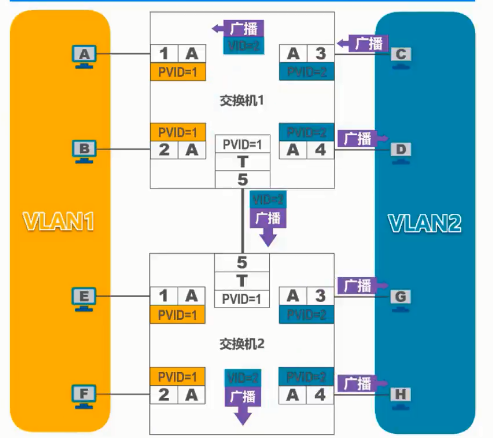 广播
VID=2
广播
A
1 A
A 3
C
PVID=1
PVID=2
交换机1
PVID=1
PVID=1
PVID=2
广播
B
2 A
T
A 4
D
5
VLAN1
VID=2
广播
VLAN2
5
广播
E
1 A
T
A 3
G
PVID=1
PVID=1
PVID=2
交换机2
PVID=1
VID=2
PVID=2
广播
F
2 A
广播
A 4
H